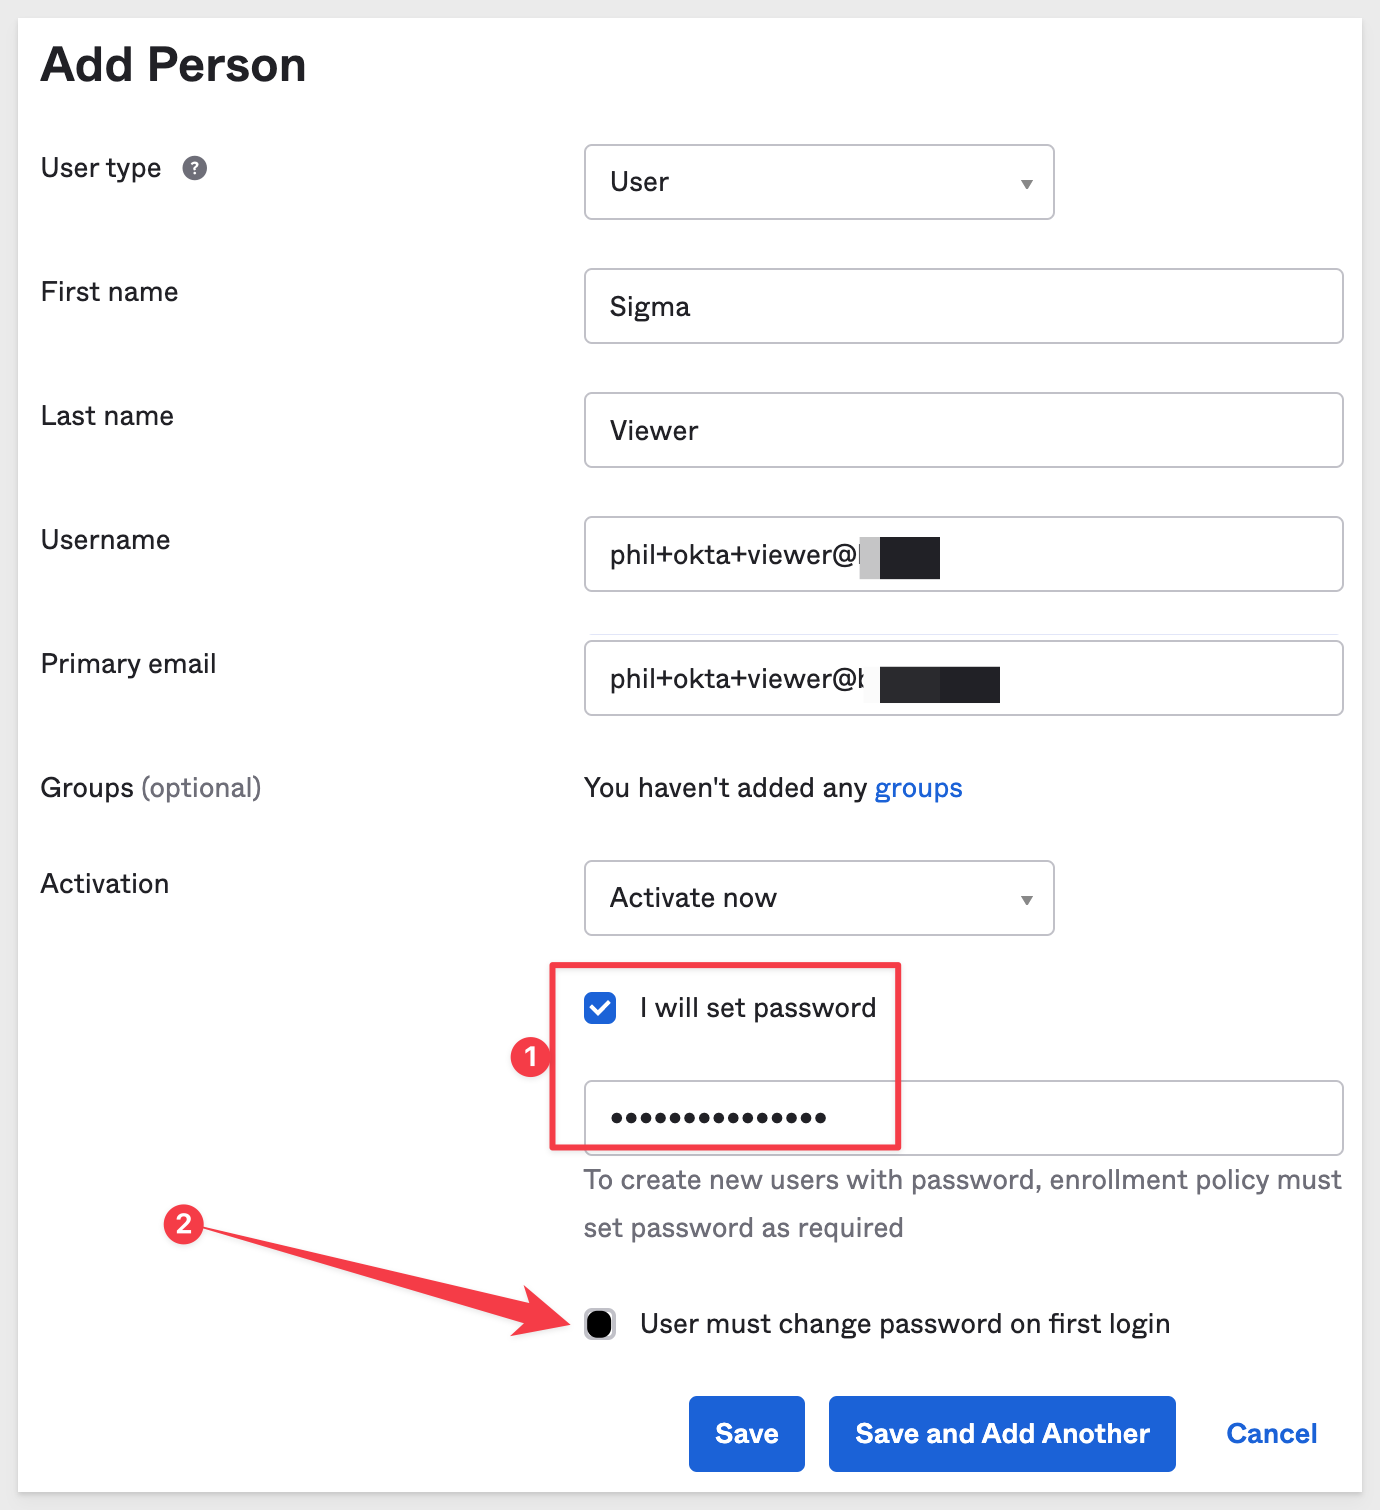 Add Person
User type ?
User
First name
Sigma
Last name
Viewer
Username
phil+okta+viewer@
Primary email
phil+okta+viewer@b
Groups (optional)
You haven't added any groups
Activation
Activate now
I will set password
1
•••••••••••••••
To create new users with password, enrollment policy must
set password as required
2
User must change password on first login
Save
Save and Add Another
Cancel